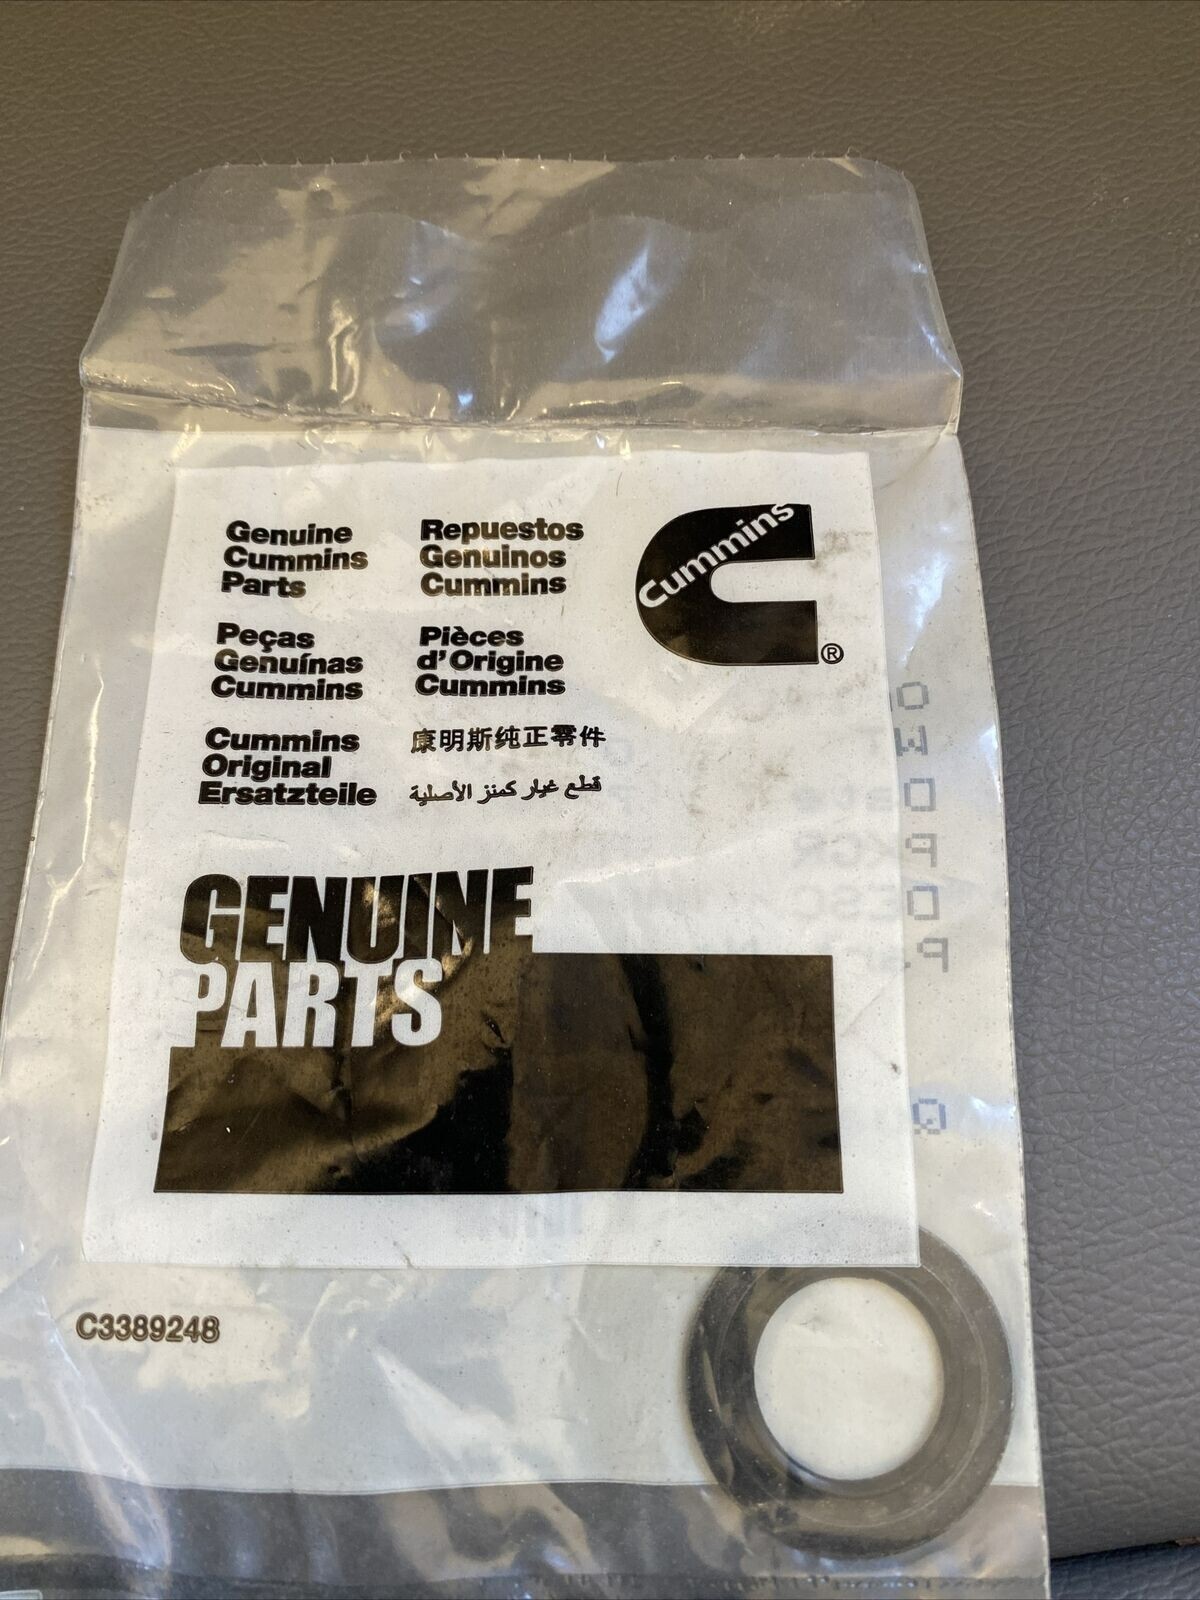 Genuine
Cummins
Parts
Repuestos
Genuinos
Cummins
Cummins
®
Peças
Genuínas
Cummins
Pièces
d'Origine
Cummins
Cummins
Original
Ersatzteile
康明斯纯正零件
قطع غيار كمنز الأصلية
GENUINE
PARTS
C3389248